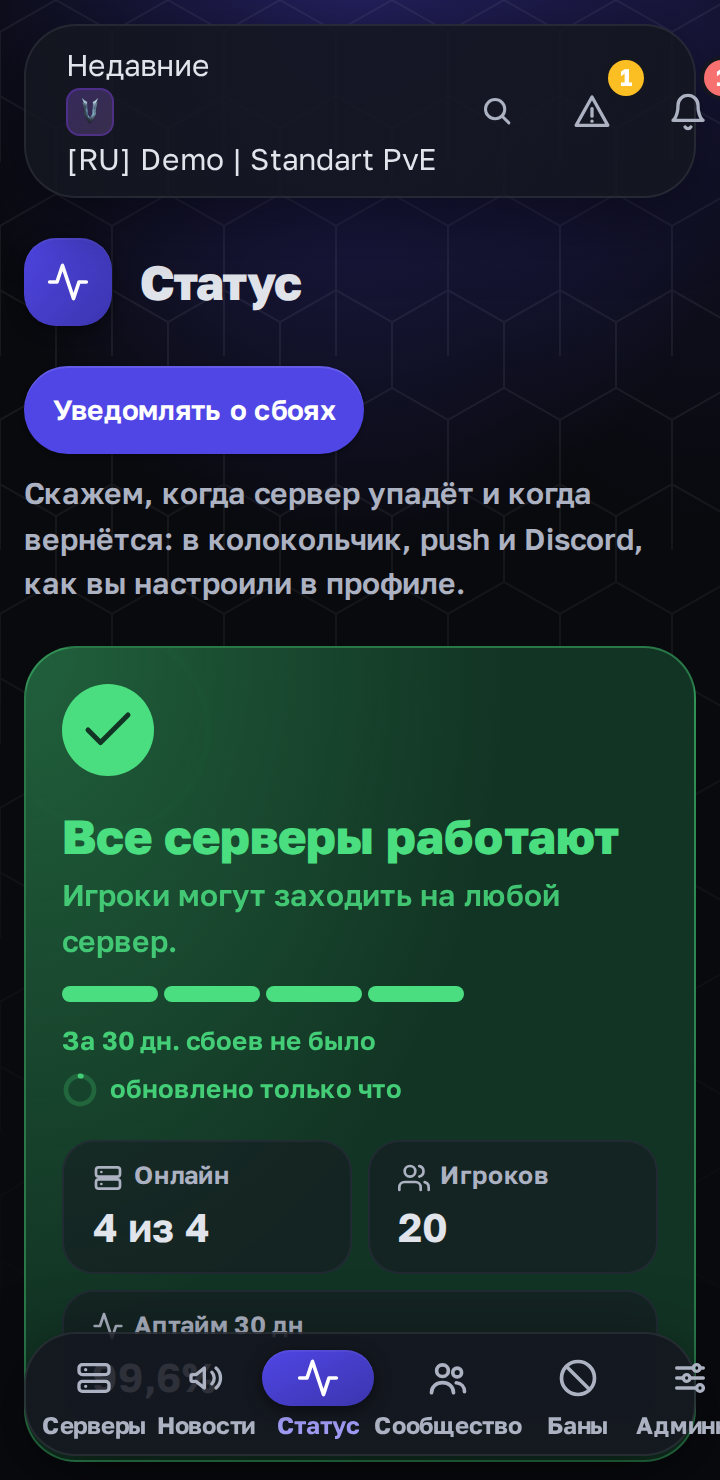 Недавние
[RU] Demo | Standart PvE
1
Статус
Уведомлять о сбоях
Скажем, когда сервер упадёт и когда
вернётся: в колокольчик, push и Discord,
как вы настроили в профиле.
Все серверы работают
Игроки могут заходить на любой
сервер.
За 30 дн. сбоев не было
обновлено только что
Онлайн
4 из 4
Игроков
20
Аптайм 30 дн
99,6%
Серверы
Новости
Статус
Сообщество
Баны